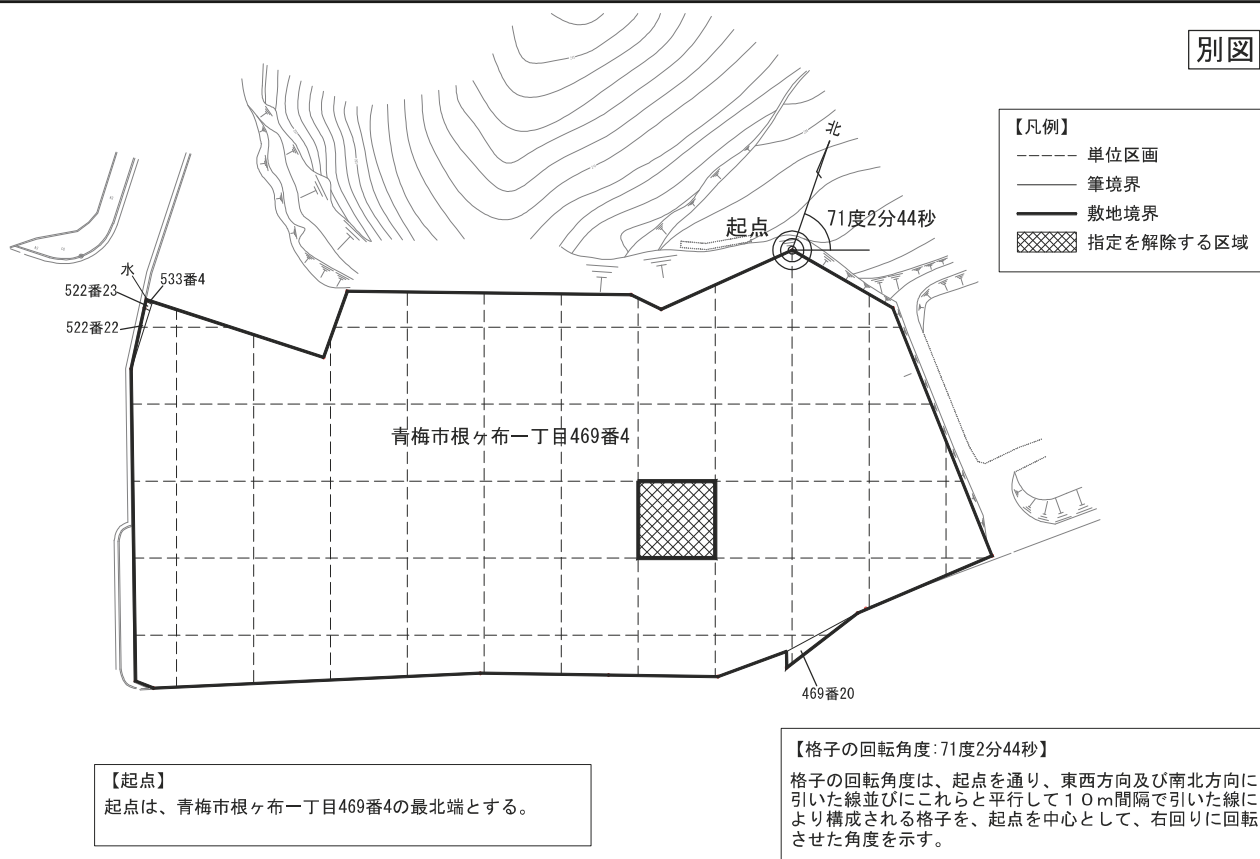 別図
【凡例】
単位区画
筆境界
敷地境界
指定を解除する区域
北
起点
71度2分44秒
水
533番4
522番23
522番22
青梅市根ヶ布一丁目469番4
469番20
【起点】
起点は、青梅市根ヶ布一丁目469番4の最北端とする。
【格子の回転角度:71度2分44秒】
格子の回転角度は、起点を通り、東西方向及び南北方向に
引いた線並びにこれらと平行して１０ｍ間隔で引いた線に
より構成される格子を、起点を中心として、右回りに回転
させた角度を示す。